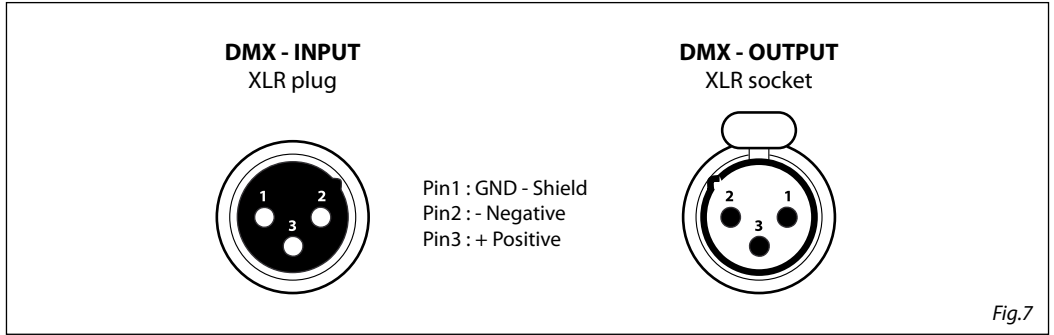 DMX - INPUT
XLR plug
1 2
3
Pin1 : GND - Shield
Pin2 : - Negative
Pin3 : + Positive
DMX - OUTPUT
XLR socket
2 1
3
Fig.7